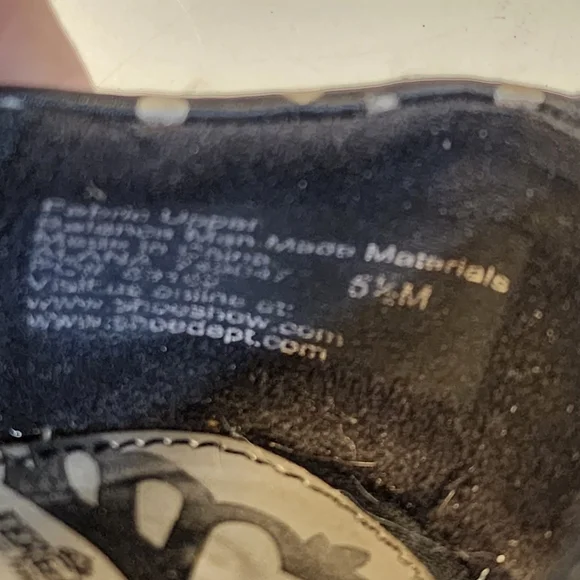 Fabric Upper
Balance Man Made Materials
Made In China
5½M
Visit us online at:
www.shoeshow.com
www.shoedept.com